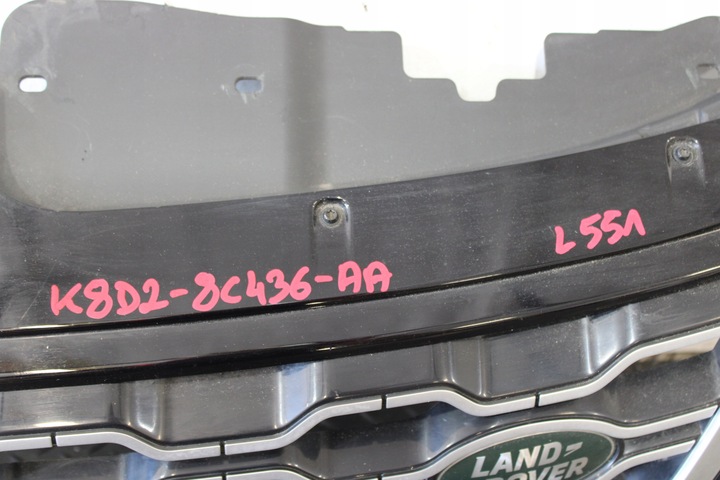 L551
K8D2-8C436-AA
LAND-
ROVER